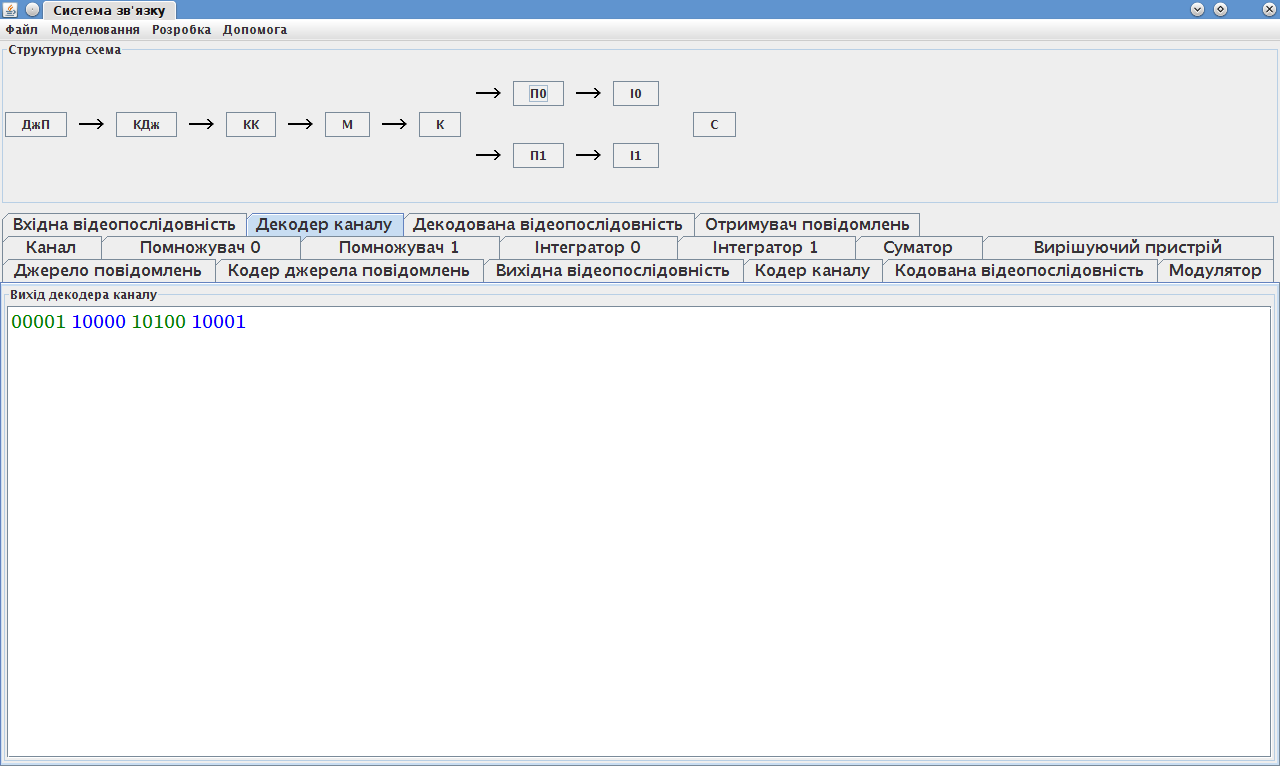 Система зв'язку
Файл Моделювання Розробка Допомога
Структурна схема
П0 І0
ДжП КДж КК М К С
П1 І1
Вхідна відеопослідовність Декодер каналу Декодована відеопослідовність Отримувач повідомлень
Канал Помножувач 0 Помножувач 1 Інтегратор 0 Інтегратор 1 Суматор Вирішуючий пристрій
Джерело повідомлень Кодер джерела повідомлень Вихідна відеопослідовність Кодер каналу Кодована відеопослідовність Модулятор
Вихід декодера каналу
00001 10000 10100 10001